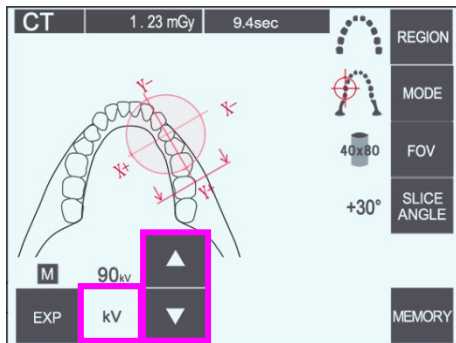 CT 1.23 mGy 9.4sec
REGION
MODE
40x80 FOV
+30° SLICE ANGLE
Y-
X-
X+
Y+
M 90kV
EXP kV MEMORY